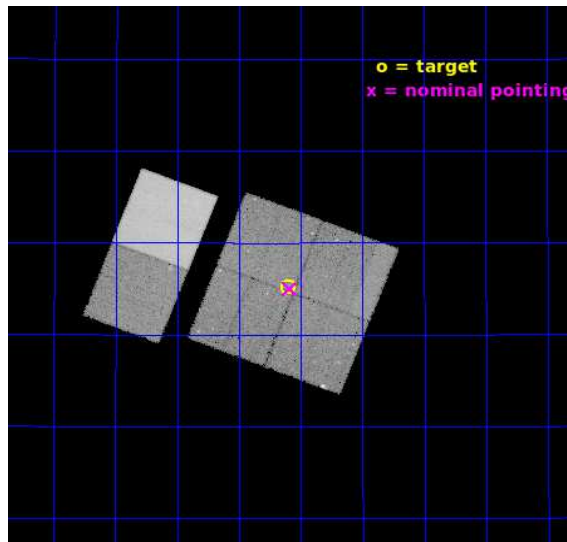 o = target
x = nominal pointing